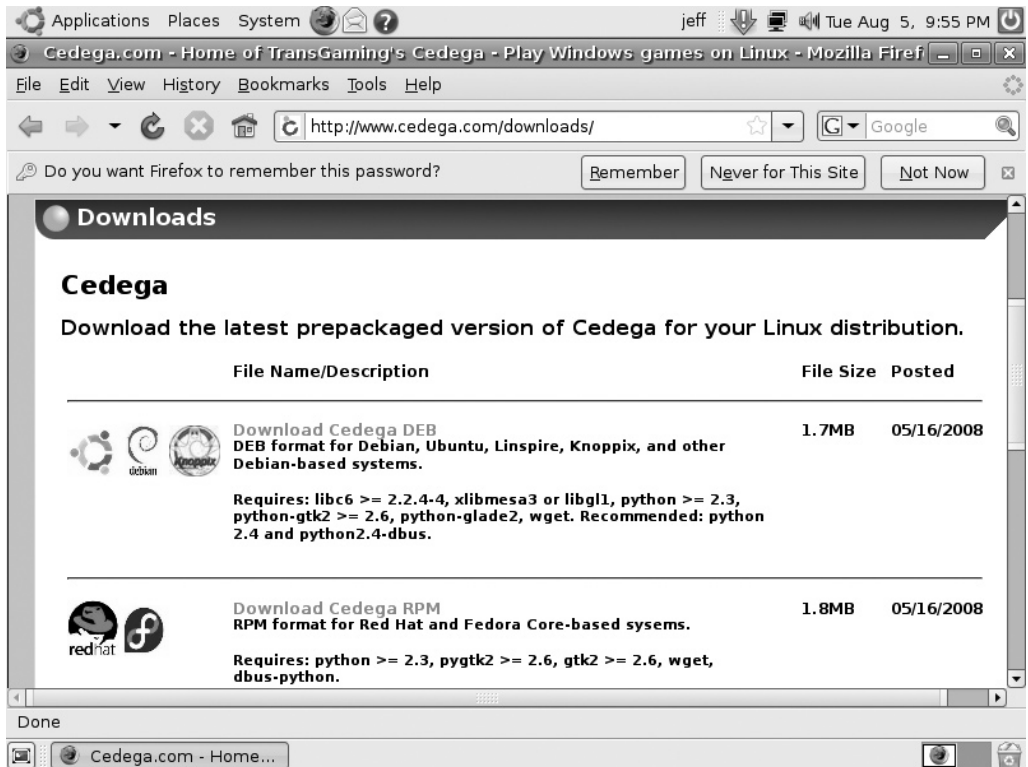 Applications Places System jeff Tue Aug 5, 9:55 PM
Cedega.com - Home of TransGaming's Cedega - Play Windows games on Linux - Mozilla Firef
File Edit View History Bookmarks Tools Help
http://www.cedega.com/downloads/ G Google
Do you want Firefox to remember this password? Remember Never for This Site Not Now
Downloads
Cedega
Download the latest prepackaged version of Cedega for your Linux distribution.
File Name/Description File Size Posted
Download Cedega DEB 1.7MB 05/16/2008
DEB format for Debian, Ubuntu, Linspire, Knoppix, and other
Debian-based systems.
debian Knoppix
Requires: libc6 >= 2.2.4-4, xlibmesa3 or libgl1, python >= 2.3,
python-gtk2 >= 2.6, python-glade2, wget. Recommended: python
2.4 and python2.4-dbus.
Download Cedega RPM 1.8MB 05/16/2008
RPM format for Red Hat and Fedora Core-based sysems.
redhat
Requires: python >= 2.3, pygtk2 >= 2.6, gtk2 >= 2.6, wget,
dbus-python.
Done
Cedega.com - Home...